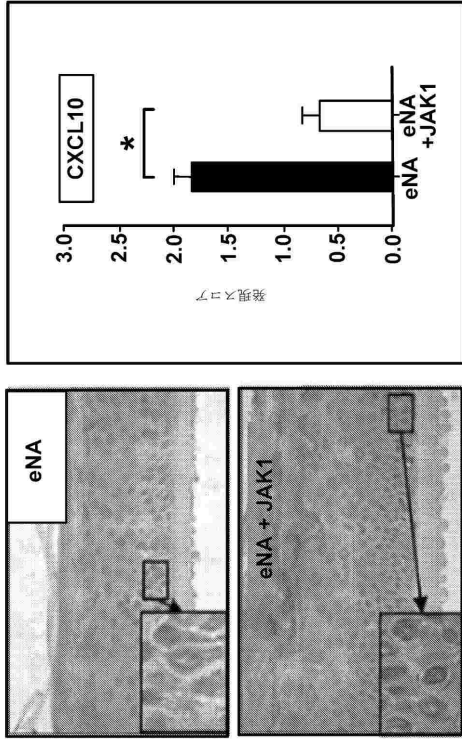 eNA
eNA + JAK1
CXCL10
*
3.0
2.5
2.0
1.5
1.0
0.5
0.0
発現スコア
eNA
eNA
+JAK1